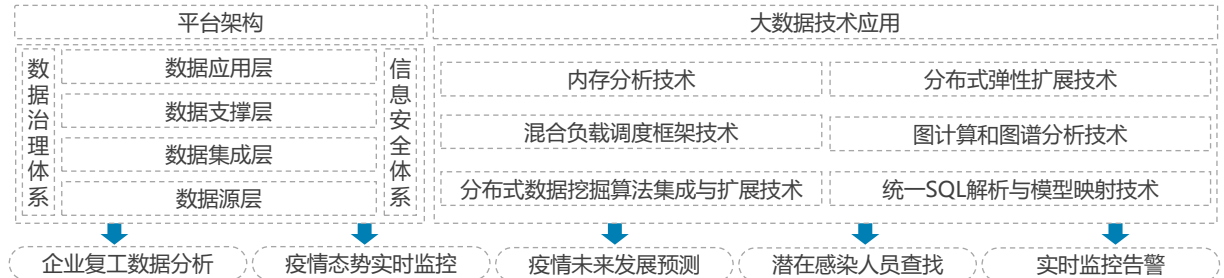 平台架构
大数据技术应用
数据治理体系
数据应用层
数据支撑层
数据集成层
数据源层
信息安全体系
内存分析技术
分布式弹性扩展技术
混合负载调度框架技术
图计算和图谱分析技术
分布式数据挖掘算法集成与扩展技术
统一SQL解析与模型映射技术
企业复工数据分析
疫情态势实时监控
疫情未来发展预测
潜在感染人员查找
实时监控告警